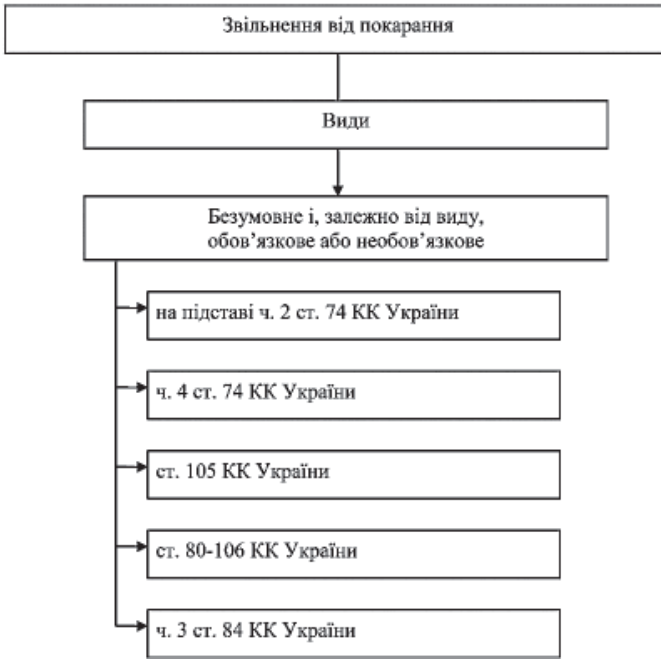 Звільнення від покарання
Види
Безумовне і, залежно від виду,
обов’язкове або необов’язкове
на підставі ч. 2 ст. 74 КК України
ч. 4 ст. 74 КК України
ст. 105 КК України
ст. 80-106 КК України
ч. 3 ст. 84 КК України